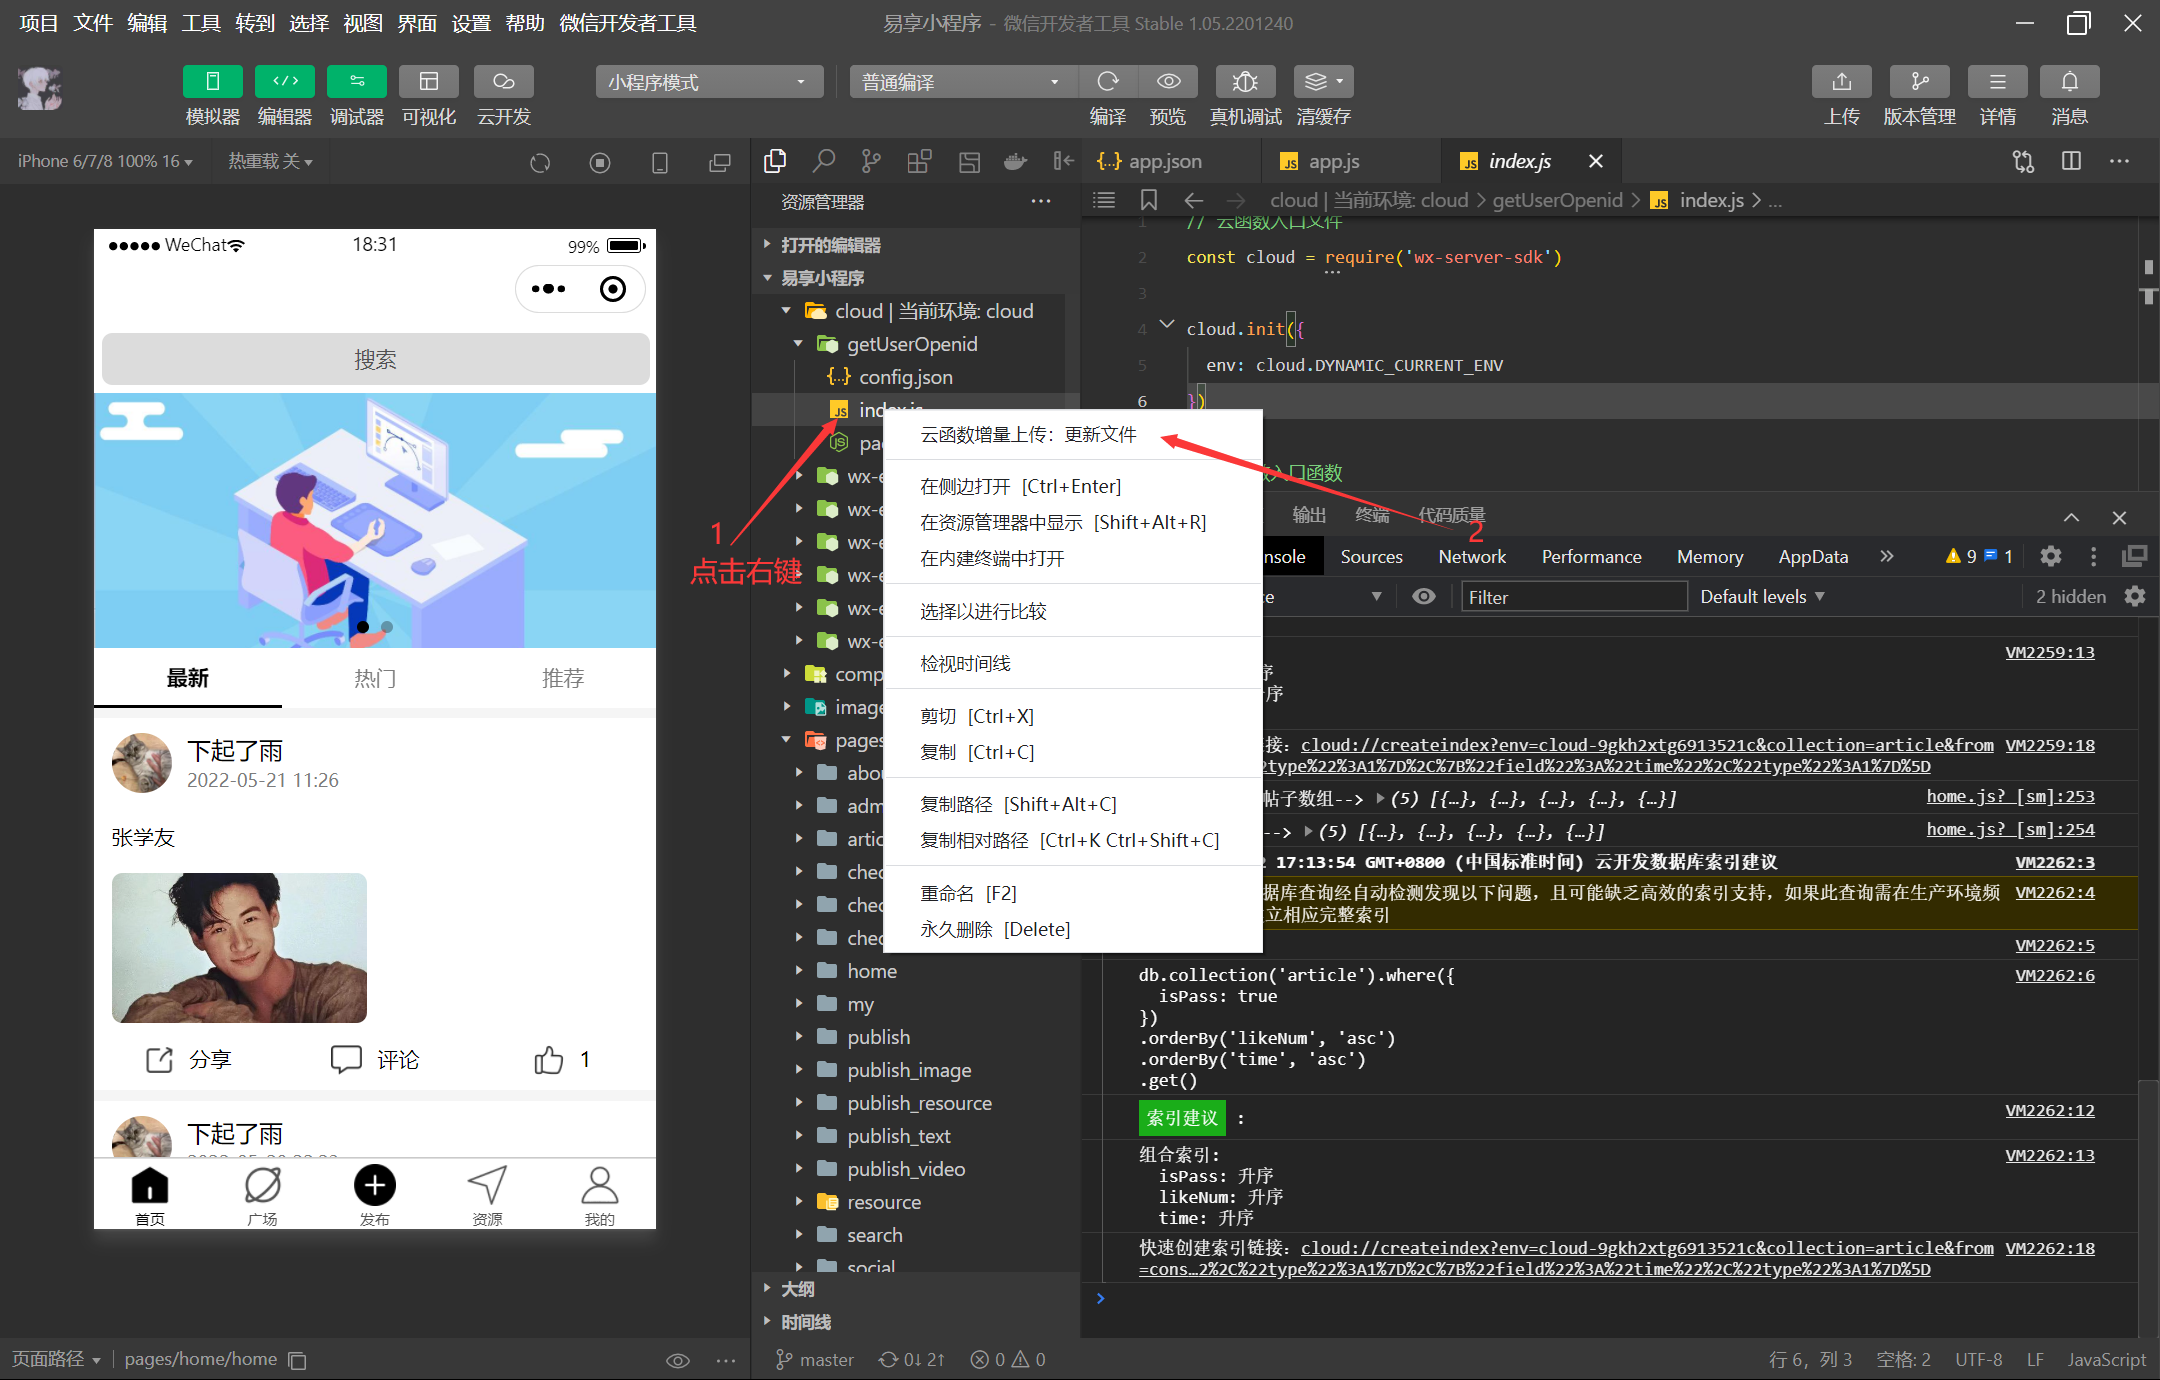 项目 文件 编辑 工具 转到 选择 视图 界面 设置 帮助 微信开发者工具
易享小程序 - 微信开发者工具 Stable 1.05.2201240
模拟器 编辑器 调试器 可视化 云开发
小程序模式
普通编译
编译 预览 真机调试 清缓存
上传 版本管理 详情 消息
iPhone 6/7/8 100% 16
热重载 关
WeChat 18:31 99%
搜索
最新 热门 推荐
下起了雨
2022-05-21 11:26
张学友
分享 评论 1
下起了雨
首页 广场 发布 资源 我的
页面路径 pages/home/home
资源管理器
打开的编辑器
易享小程序
cloud | 当前环境: cloud
getUserOpenid
config.json
index.js
pac
wx-e
wx-e
wx-e
wx-e
wx-e
wx-e
comp
image
pages
abou
adm
artic
chec
chec
chec
home
my
publish
publish_image
publish_resource
publish_text
publish_video
resource
search
social
大纲
时间线
master 0↓ 2↑ 0 0
1
点击右键
2
云函数增量上传：更新文件
在侧边打开 [Ctrl+Enter]
在资源管理器中显示 [Shift+Alt+R]
在内建终端中打开
选择以进行比较
检视时间线
剪切 [Ctrl+X]
复制 [Ctrl+C]
复制路径 [Shift+Alt+C]
复制相对路径 [Ctrl+K Ctrl+Shift+C]
重命名 [F2]
永久删除 [Delete]
{..} app.json
JS app.js
JS index.js
cloud | 当前环境: cloud > getUserOpenid > JS index.js > ...
1 // 云函数入口文件
2 const cloud = require('wx-server-sdk')
3
4 cloud.init({
5 env: cloud.DYNAMIC_CURRENT_ENV
6 })
入口函数
输出 终端 代码质量
nsole Sources Network Performance Memory AppData » 9 1
ce Filter Default levels 2 hidden
VM2259:13
序
序
接: cloud://createindex?env=cloud-9gkh2xtg6913521c&collection=article&from VM2259:18
2type%22%3A1%7D%2C%7B%22field%22%3A%22time%22%2C%22type%22%3A1%7D%5D
帖子数组--> (5) [{…}, {…}, {…}, {…}, {…}] home.js? [sm]:253
--> (5) [{…}, {…}, {…}, {…}, {…}] home.js? [sm]:254
2 17:13:54 GMT+0800 (中国标准时间) 云开发数据库索引建议 VM2262:3
据库查询经自动检测发现以下问题，且可能缺乏高效的索引支持，如果此查询需在生产环境频 VM2262:4
立相应完整索引
VM2262:5
db.collection('article').where({ VM2262:6
isPass: true
})
.orderBy('likeNum', 'asc')
.orderBy('time', 'asc')
.get()
索引建议 : VM2262:12
组合索引: VM2262:13
isPass: 升序
likeNum: 升序
time: 升序
快速创建索引链接: cloud://createindex?env=cloud-9gkh2xtg6913521c&collection=article&from VM2262:18
=cons…2%2C%22type%22%3A1%7D%2C%7B%22field%22%3A%22time%22%2C%22type%22%3A1%7D%5D
行 6，列 3 空格: 2 UTF-8 LF JavaScript